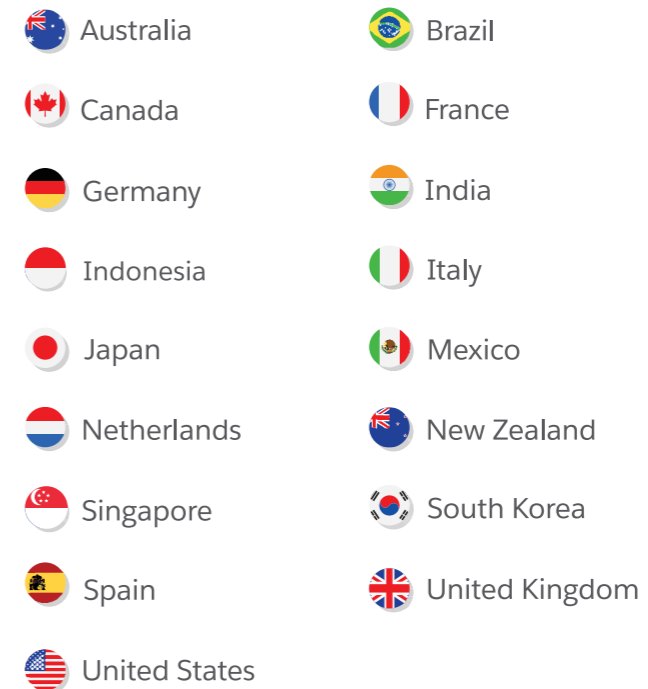 Australia
Brazil
Canada
France
Germany
India
Indonesia
Italy
Japan
Mexico
Netherlands
New Zealand
Singapore
South Korea
Spain
United Kingdom
United States